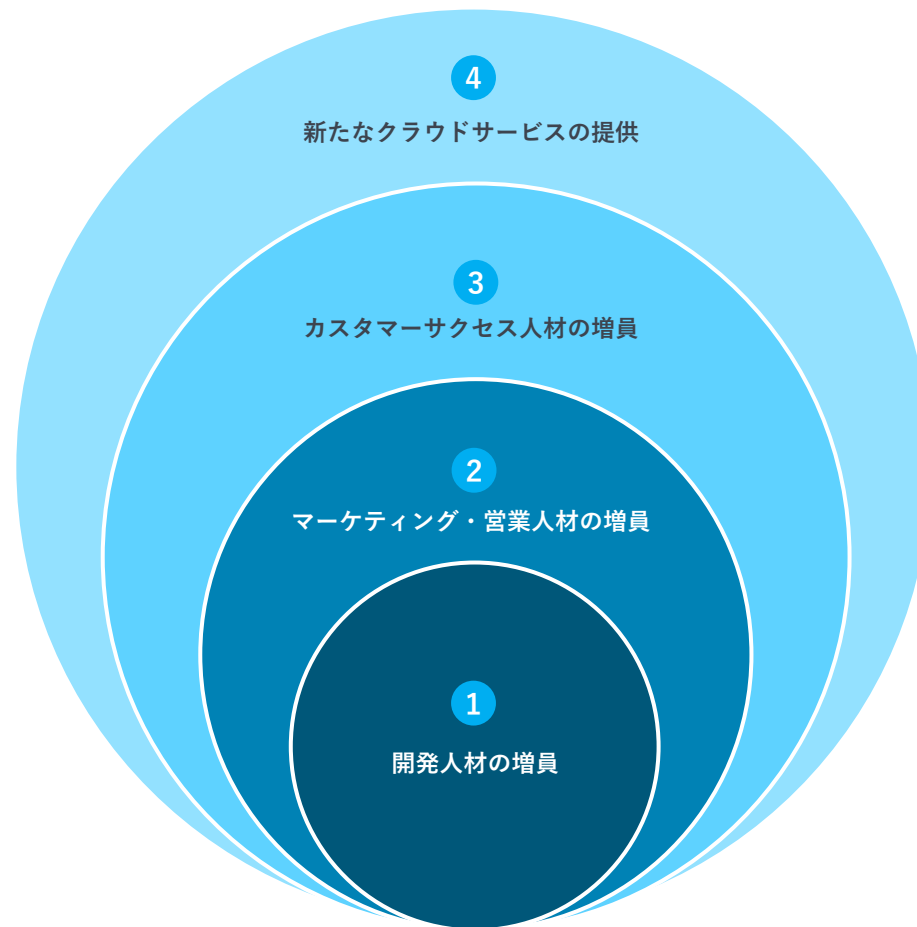 4
新たなクラウドサービスの提供
3
カスタマーサクセス人材の増員
2
マーケティング・営業人材の増員
1
開発人材の増員